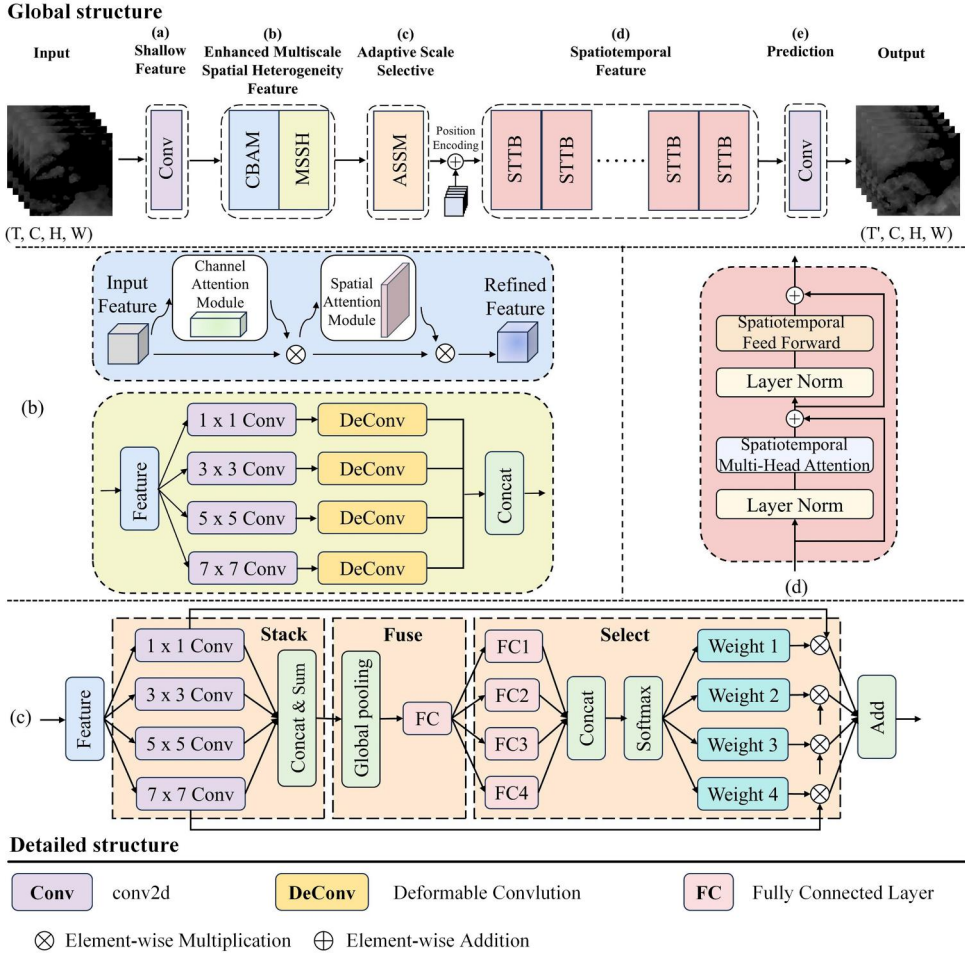 Global structure
Input
(a)
Shallow
Feature
(b)
Enhanced Multiscale
Spatial Heterogeneity
Feature
(c)
Adaptive Scale
Selective
(d)
Spatiotemporal
Feature
(e)
Prediction
Output
Conv
CBAM
MSSH
ASSM
Position
Encoding
STTB
STTB
STTB
STTB
Conv
(T, C, H, W)
(T', C, H, W)
Input
Feature
Channel
Attention
Module
Spatial
Attention
Module
Refined
Feature
(b)
Feature
1 x 1 Conv
DeConv
3 x 3 Conv
DeConv
5 x 5 Conv
DeConv
7 x 7 Conv
DeConv
Concat
Spatiotemporal
Feed Forward
Layer Norm
Spatiotemporal
Multi-Head Attention
Layer Norm
(d)
(c)
Feature
Stack
1 x 1 Conv
3 x 3 Conv
5 x 5 Conv
7 x 7 Conv
Concat & Sum
Fuse
Global pooling
FC
Select
FC1
FC2
FC3
FC4
Concat
Softmax
Weight 1
Weight 2
Weight 3
Weight 4
Add
Detailed structure
Conv conv2d
DeConv Deformable Convlution
FC Fully Connected Layer
Element-wise Multiplication
Element-wise Addition